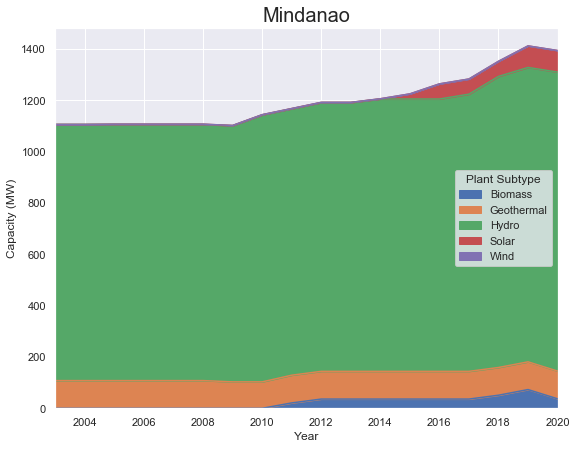 Mindanao
Capacity (MW)
1400
1200
1000
800
600
400
200
0
Plant Subtype
Biomass
Geothermal
Hydro
Solar
Wind
2004 2006 2008 2010 2012 2014 2016 2018 2020
Year